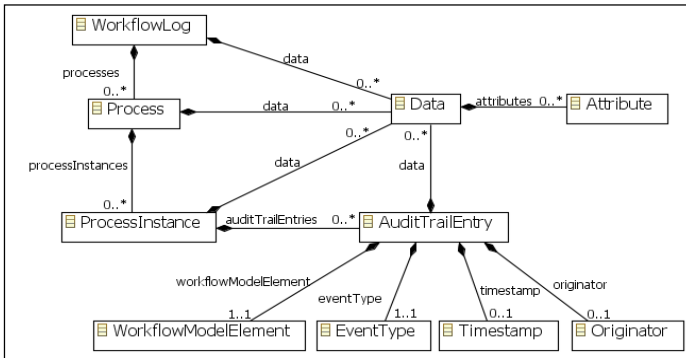 WorkflowLog
processes
data
0..*
0..*
Process
data
0..*
Data
attributes
0..*
Attribute
0..*
0..*
processInstances
data
data
0..*
ProcessInstance
auditTrailEntries
0..*
AuditTrailEntry
workflowModelElement
eventType
timestamp
originator
1..1
1..1
0..1
0..1
WorkflowModelElement
EventType
Timestamp
Originator